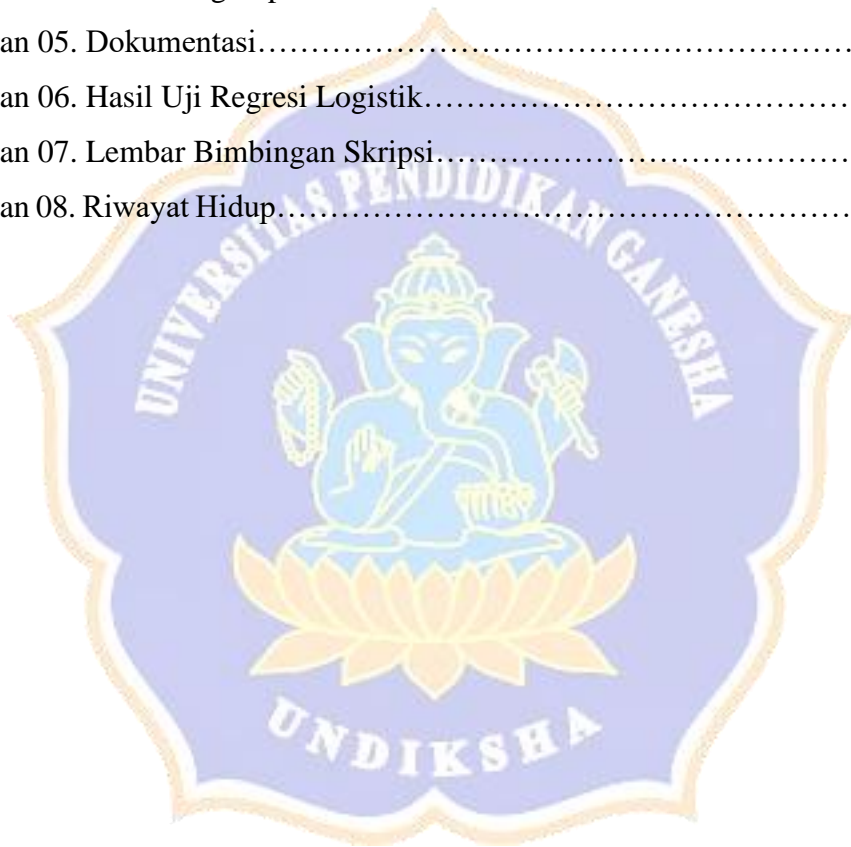 an 05. Dokumentasi……………………………………………………
an 06. Hasil Uji Regresi Logistik………………………………………
an 07. Lembar Bimbingan Skripsi………………………………………
an 08. Riwayat Hidup……………………………………………………
UNIVERSITAS PENDIDIKAN GANESHA
UNDIKSHA